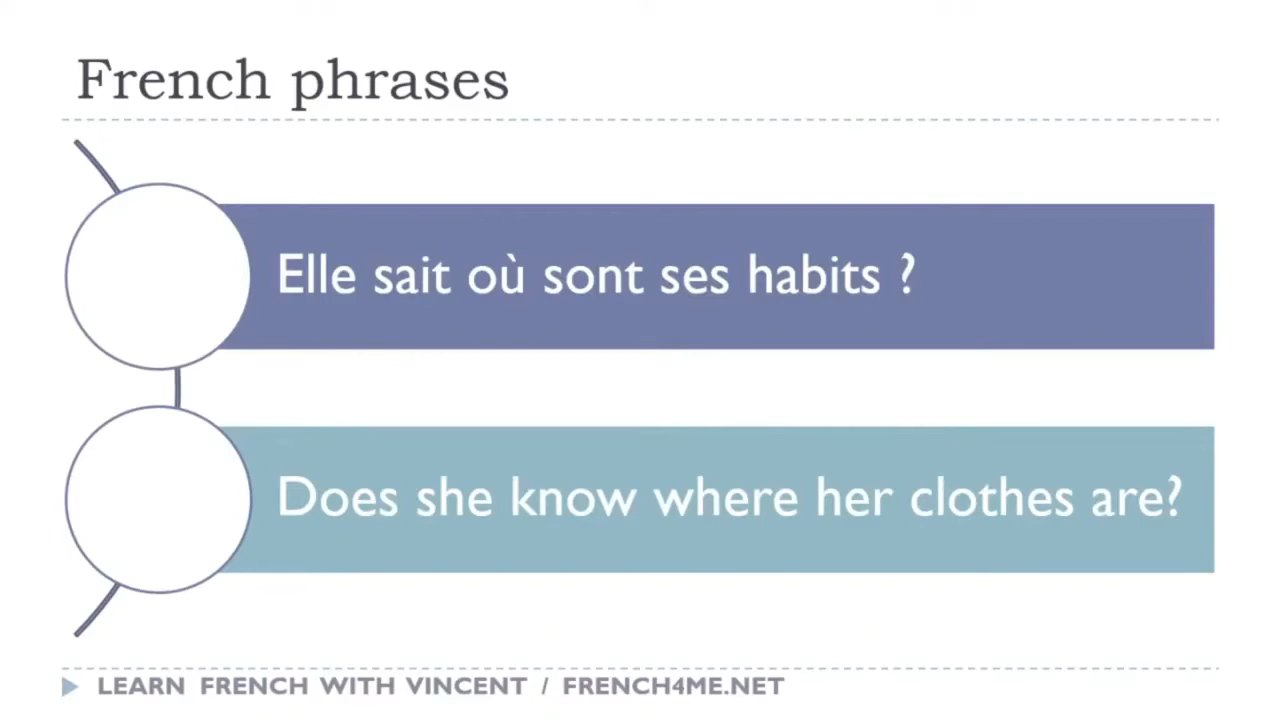 French phrases
Elle sait où sont ses habits ?
Does she know where her clothes are?
LEARN FRENCH WITH VINCENT / FRENCH4ME.NET